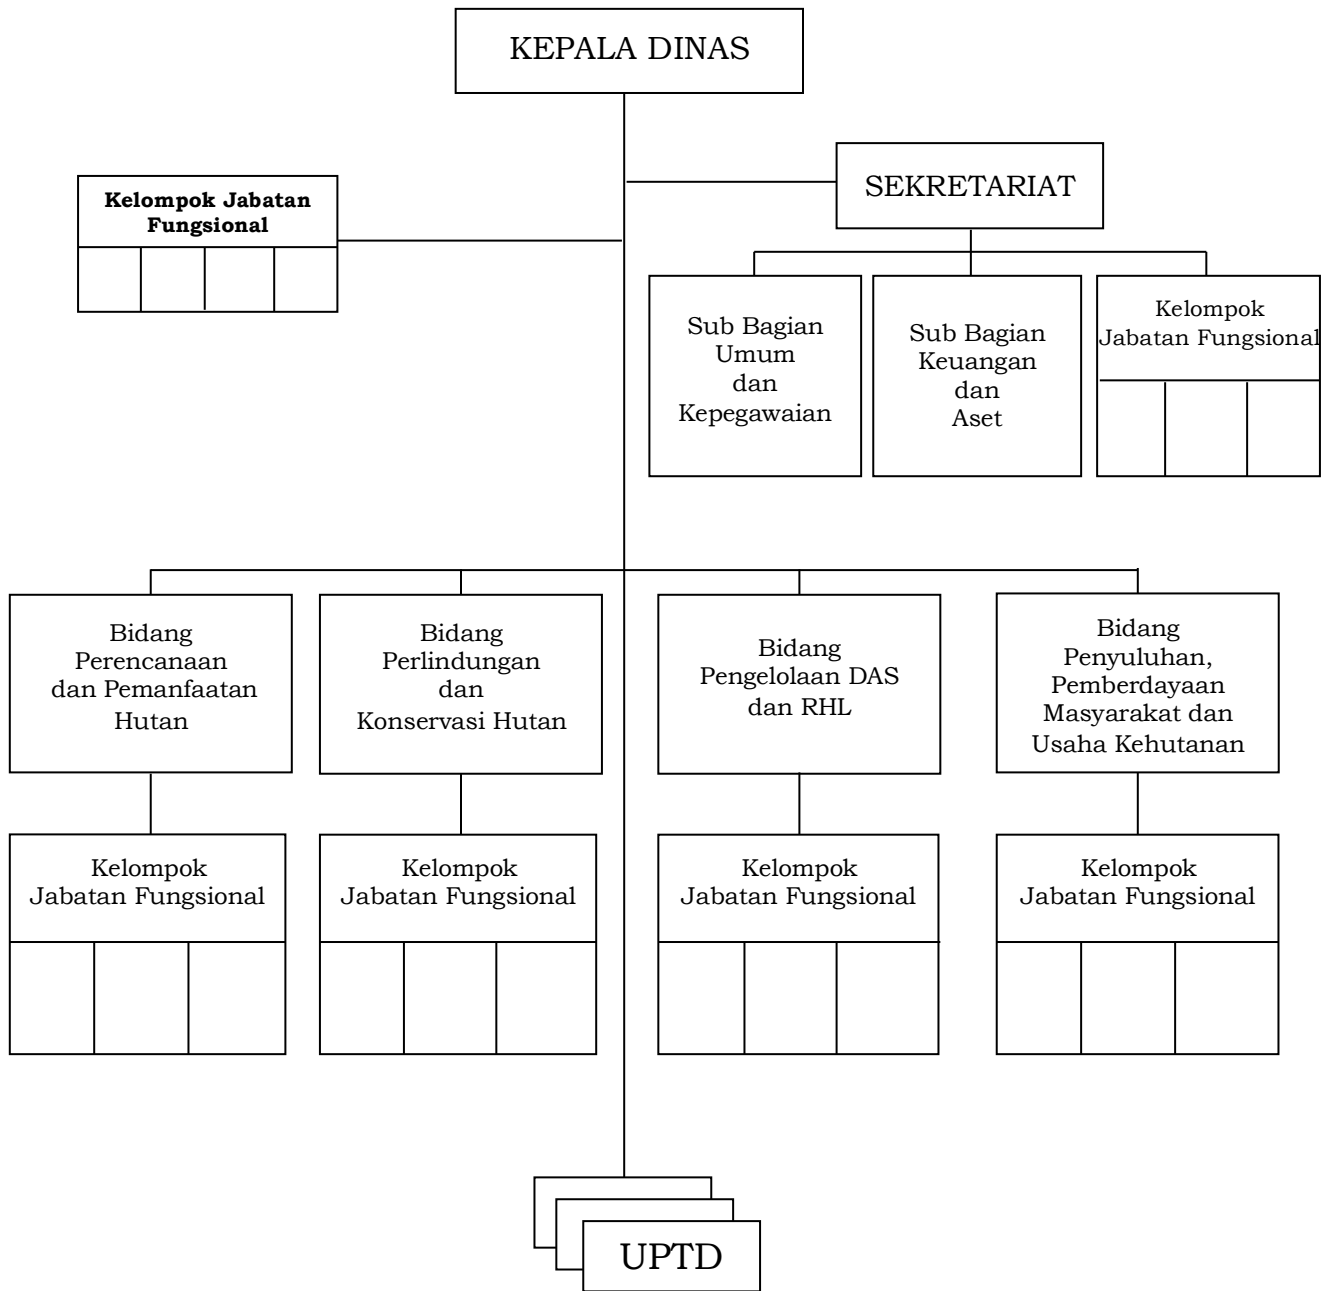 KEPALA DINAS
SEKRETARIAT
Kelompok Jabatan
Fungsional
Sub Bagian
Umum
dan
Kepegawaian
Sub Bagian
Keuangan
dan
Aset
Kelompok
Jabatan Fungsional
Bidang
Perencanaan
dan Pemanfaatan
Hutan
Bidang
Perlindungan
dan
Konservasi Hutan
Bidang
Pengelolaan DAS
dan RHL
Bidang
Penyuluhan,
Pemberdayaan
Masyarakat dan
Usaha Kehutanan
Kelompok
Jabatan Fungsional
Kelompok
Jabatan Fungsional
Kelompok
Jabatan Fungsional
Kelompok
Jabatan Fungsional
UPTD